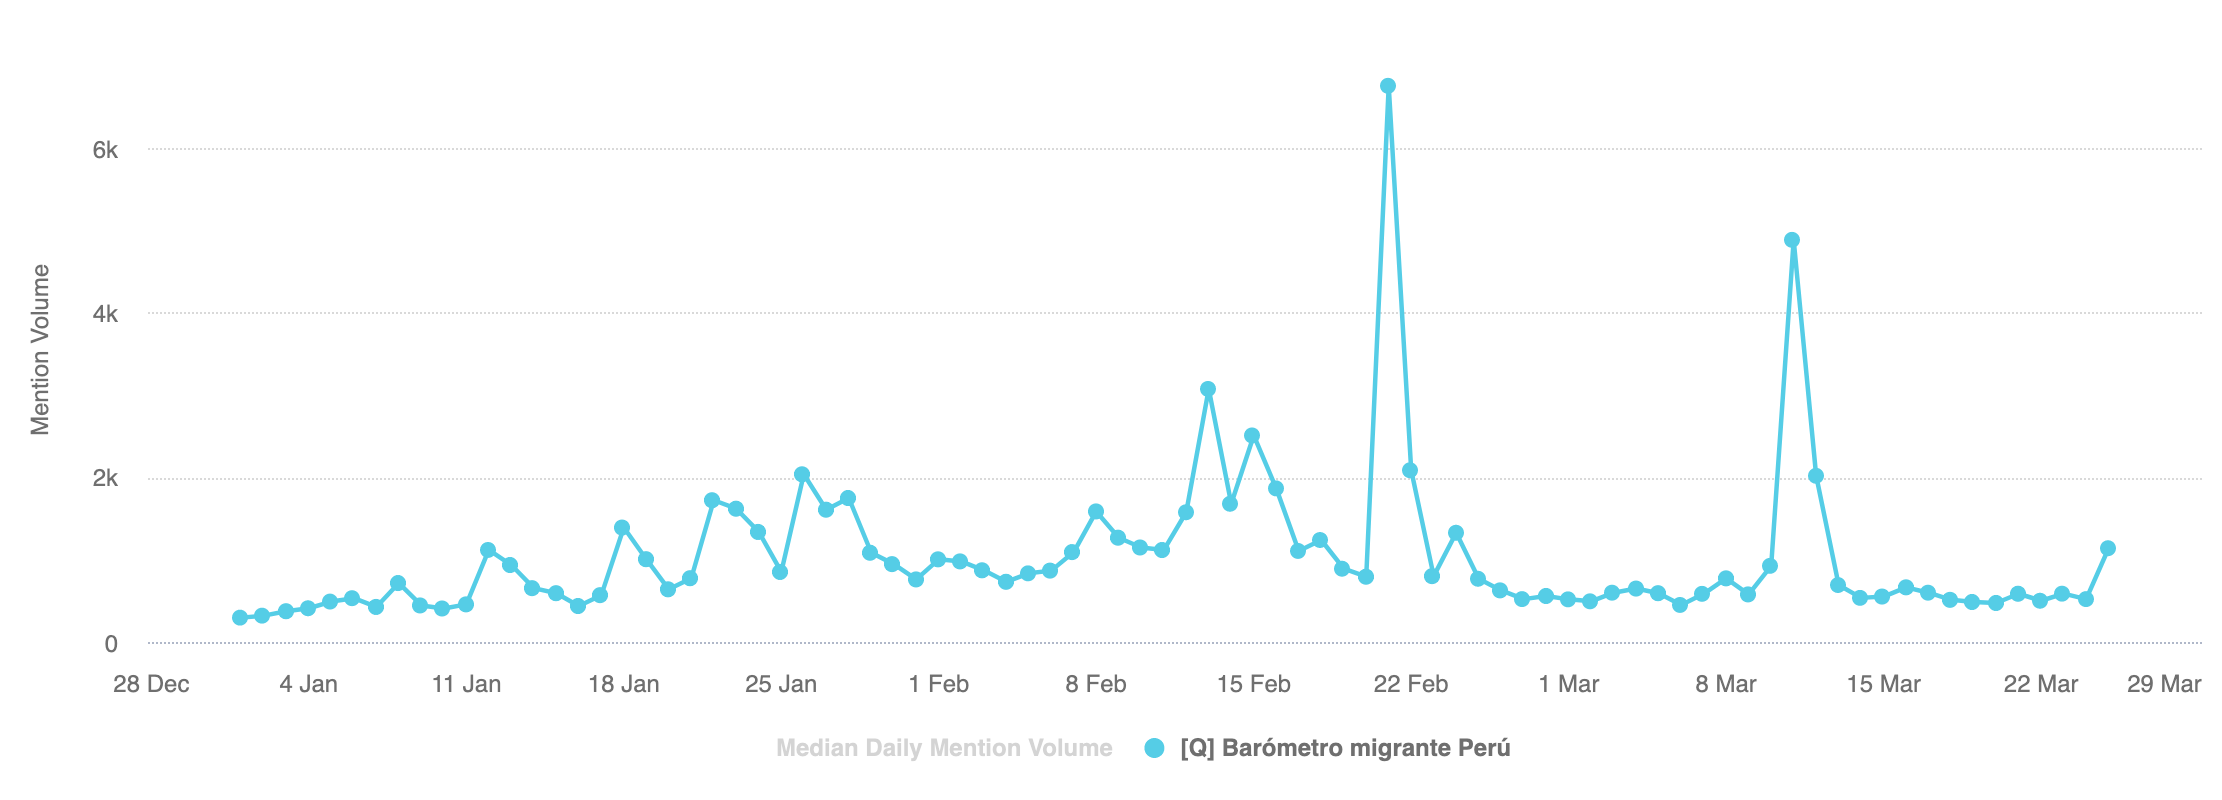 6k
4k
2k
0
Mention Volume
28 Dec 4 Jan 11 Jan 18 Jan 25 Jan 1 Feb 8 Feb 15 Feb 22 Feb 1 Mar 8 Mar 15 Mar 22 Mar 29 Mar
Median Daily Mention Volume [Q] Barómetro migrante Perú